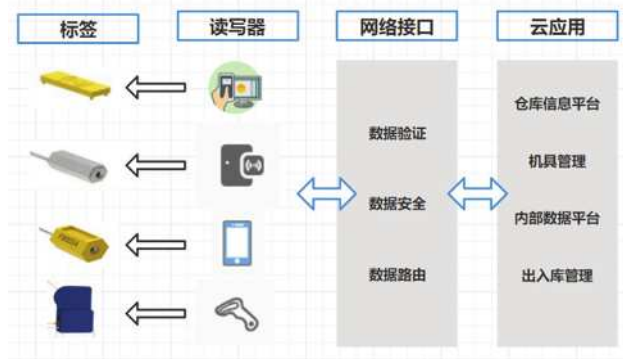 标签
读写器
网络接口
云应用
数据验证
数据安全
数据路由
仓库信息平台
机具管理
内部数据平台
出入库管理